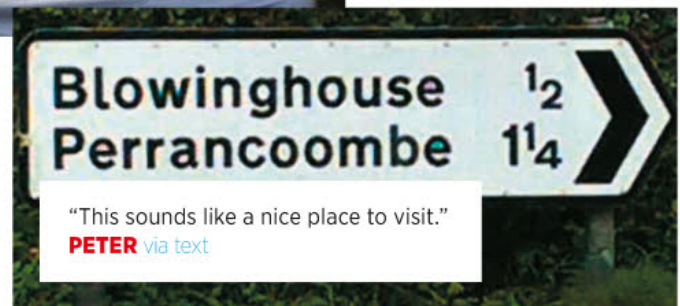 Blowinghouse ½
Perrancoombe 1¼
“This sounds like a nice place to visit.”
PETER via text